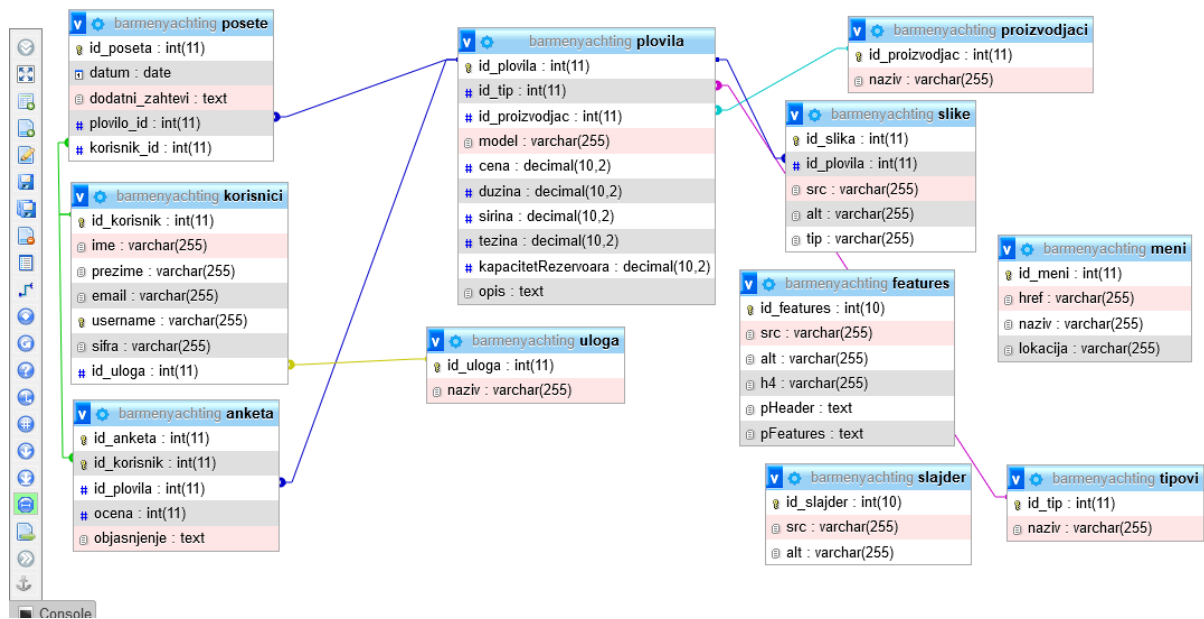 v barmenyachting posete
id_poseta : int(11)
datum : date
dodatni_zahtevi : text
# plovilo_id : int(11)
# korisnik_id : int(11)
v barmenyachting korisnici
id_korisnik : int(11)
ime : varchar(255)
prezime : varchar(255)
email : varchar(255)
username : varchar(255)
sifra : varchar(255)
# id_uloga : int(11)
v barmenyachting anketa
id_anketa : int(11)
id_korisnik : int(11)
# id_plovila : int(11)
# ocena : int(11)
objasnjenje : text
v barmenyachting plovila
id_plovila : int(11)
# id_tip : int(11)
# id_proizvodjac : int(11)
model : varchar(255)
# cena : decimal(10,2)
# duzina : decimal(10,2)
# sirina : decimal(10,2)
# tezina : decimal(10,2)
# kapacitetRezervoara : decimal(10,2)
opis : text
v barmenyachting uloga
id_uloga : int(11)
naziv : varchar(255)
v barmenyachting proizvodjaci
id_proizvodjac : int(11)
naziv : varchar(255)
v barmenyachting slike
id_slika : int(11)
# id_plovila : int(11)
src : varchar(255)
alt : varchar(255)
tip : varchar(255)
v barmenyachting features
id_features : int(10)
src : varchar(255)
alt : varchar(255)
h4 : varchar(255)
pHeader : text
pFeatures : text
v barmenyachting meni
id_meni : int(11)
href : varchar(255)
naziv : varchar(255)
lokacija : varchar(255)
v barmenyachting slajder
id_slajder : int(10)
src : varchar(255)
alt : varchar(255)
v barmenyachting tipovi
id_tip : int(11)
naziv : varchar(255)
Console